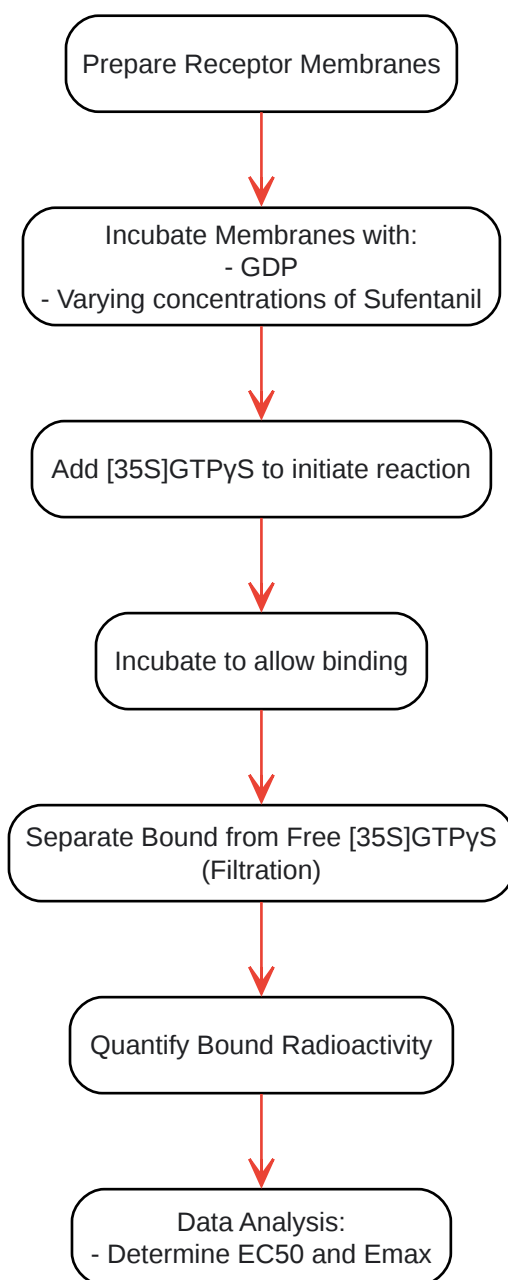 Prepare Receptor Membranes
Incubate Membranes with:
- GDP
- Varying concentrations of Sufentanil
Add [35S]GTPγS to initiate reaction
Incubate to allow binding
Separate Bound from Free [35S]GTPγS
(Filtration)
Quantify Bound Radioactivity
Data Analysis:
- Determine EC50 and Emax